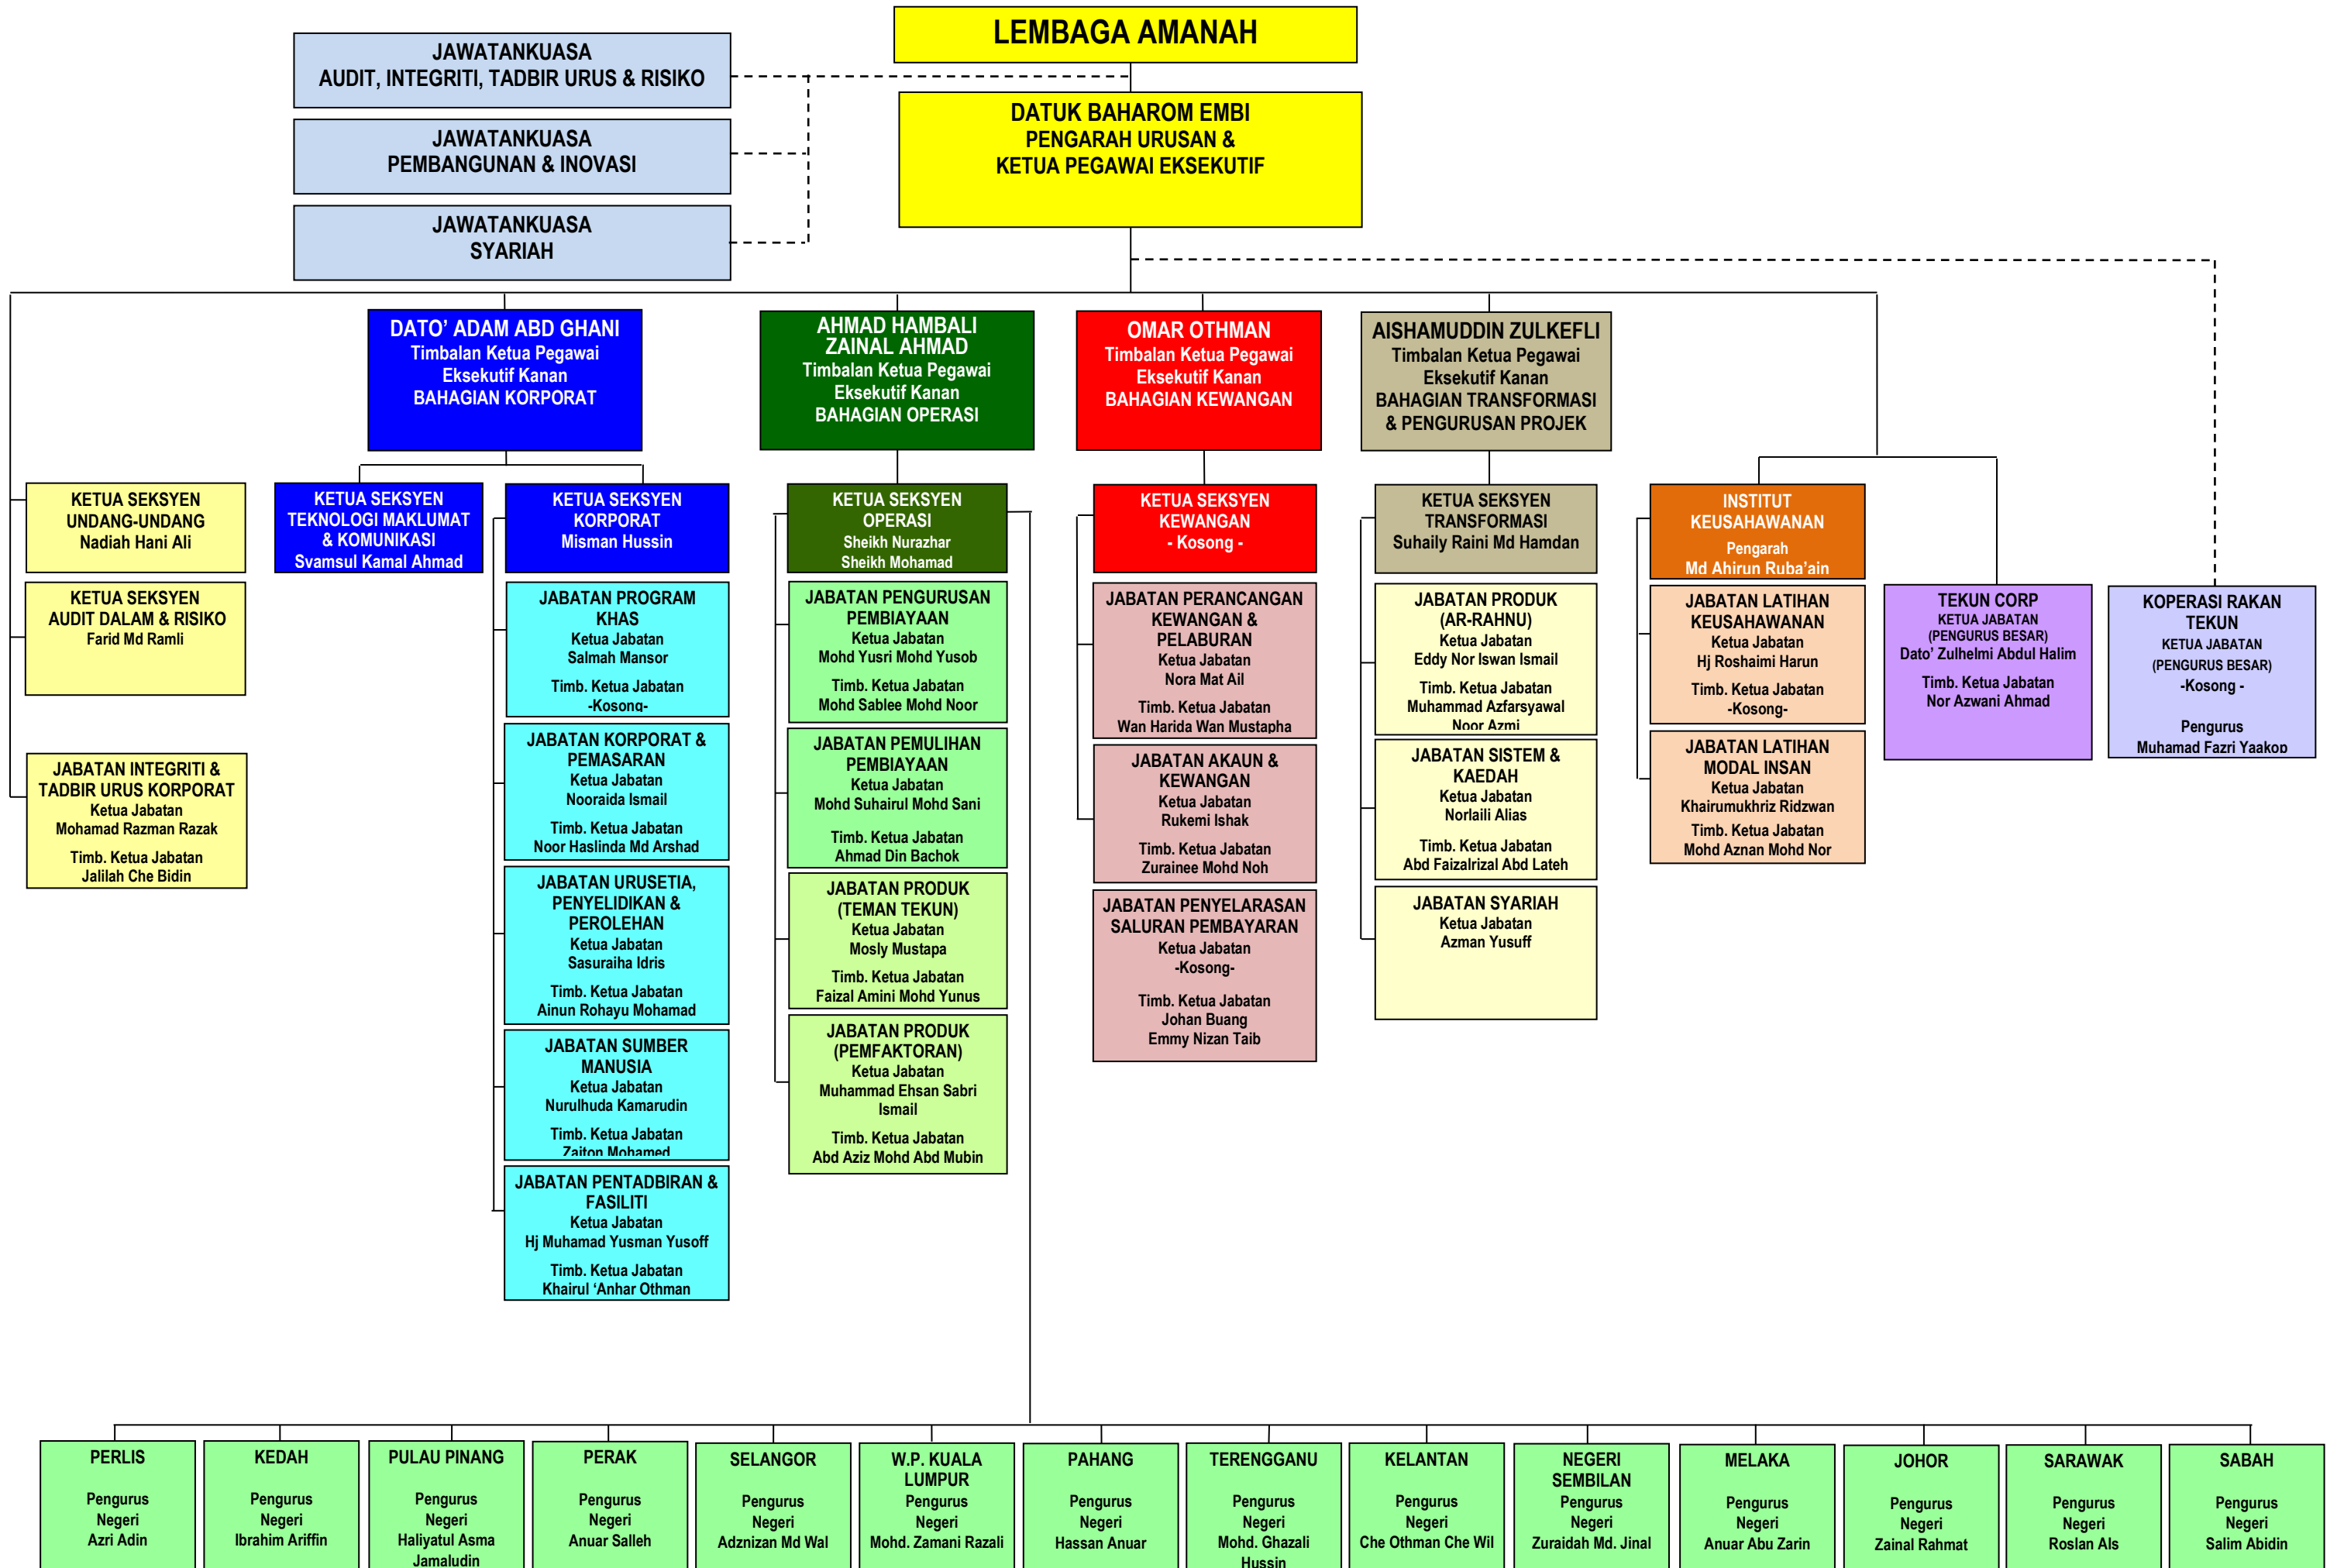 LEMBAGA AMANAH
JAWATANKUASA
AUDIT, INTEGRITI, TADBIR URUS & RISIKO
JAWATANKUASA
PEMBANGUNAN & INOVASI
JAWATANKUASA
SYARIAH
DATUK BAHAROM EMBI
PENGARAH URUSAN &
KETUA PEGAWAI EKSEKUTIF
DATO' ADAM ABD GHANI
Timbalan Ketua Pegawai
Eksekutif Kanan
BAHAGIAN KORPORAT
AHMAD HAMBALI
ZAINAL AHMAD
Timbalan Ketua Pegawai
Eksekutif Kanan
BAHAGIAN OPERASI
OMAR OTHMAN
Timbalan Ketua Pegawai
Eksekutif Kanan
BAHAGIAN KEWANGAN
AISHAMUDDIN ZULKEFLI
Timbalan Ketua Pegawai
Eksekutif Kanan
BAHAGIAN TRANSFORMASI
& PENGURUSAN PROJEK
KETUA SEKSYEN
UNDANG-UNDANG
Nadiah Hani Ali
KETUA SEKSYEN
AUDIT DALAM & RISIKO
Farid Md Ramli
JABATAN INTEGRITI &
TADBIR URUS KORPORAT
Ketua Jabatan
Mohamad Razman Razak
Timb. Ketua Jabatan
Jalilah Che Bidin
KETUA SEKSYEN
TEKNOLOGI MAKLUMAT
& KOMUNIKASI
Svamsul Kamal Ahmad
KETUA SEKSYEN
KORPORAT
Misman Hussin
JABATAN PROGRAM
KHAS
Ketua Jabatan
Salmah Mansor
Timb. Ketua Jabatan
-Kosong-
JABATAN KORPORAT &
PEMASARAN
Ketua Jabatan
Nooraida Ismail
Timb. Ketua Jabatan
Noor Haslinda Md Arshad
JABATAN URUSETIA,
PENYELIDIKAN &
PEROLEHAN
Ketua Jabatan
Sasuraiha Idris
Timb. Ketua Jabatan
Ainun Rohayu Mohamad
JABATAN SUMBER
MANUSIA
Ketua Jabatan
Nurulhuda Kamarudin
Timb. Ketua Jabatan
Zaiton Mohamed
JABATAN PENTADBIRAN &
FASILITI
Ketua Jabatan
Hj Muhamad Yusman Yusoff
Timb. Ketua Jabatan
Khairul ‘Anhar Othman
KETUA SEKSYEN
OPERASI
Sheikh Nurazhar
Sheikh Mohamad
JABATAN PENGURUSAN
PEMBIAYAAN
Ketua Jabatan
Mohd Yusri Mohd Yusob
Timb. Ketua Jabatan
Mohd Sablee Mohd Noor
JABATAN PEMULIHAN
PEMBIAYAAN
Ketua Jabatan
Mohd Suhairul Mohd Sani
Timb. Ketua Jabatan
Ahmad Din Bachok
JABATAN PRODUK
(TEMAN TEKUN)
Ketua Jabatan
Mosly Mustapa
Timb. Ketua Jabatan
Faizal Amini Mohd Yunus
JABATAN PRODUK
(PEMFAKTORAN)
Ketua Jabatan
Muhammad Ehsan Sabri
Ismail
Timb. Ketua Jabatan
Abd Aziz Mohd Abd Mubin
KETUA SEKSYEN
KEWANGAN
- Kosong -
JABATAN PERANCANGAN
KEWANGAN &
PELABURAN
Ketua Jabatan
Nora Mat Ail
Timb. Ketua Jabatan
Wan Harida Wan Mustapha
JABATAN AKAUN &
KEWANGAN
Ketua Jabatan
Rukemi Ishak
Timb. Ketua Jabatan
Zurainee Mohd Noh
JABATAN PENYELARASAN
SALURAN PEMBAYARAN
Ketua Jabatan
-Kosong-
Timb. Ketua Jabatan
Johan Buang
Emmy Nizan Taib
KETUA SEKSYEN
TRANSFORMASI
Suhaily Raini Md Hamdan
JABATAN PRODUK
(AR-RAHNU)
Ketua Jabatan
Eddy Nor Iswan Ismail
Timb. Ketua Jabatan
Muhammad Azfarsyawal
Noor Azmi
JABATAN SISTEM &
KAEDAH
Ketua Jabatan
Norlaili Alias
Timb. Ketua Jabatan
Abd Faizalrizal Abd Lateh
JABATAN SYARIAH
Ketua Jabatan
Azman Yusuff
INSTITUT
KEUSAHAWANAN
Pengarah
Md Ahirun Ruba'ain
JABATAN LATIHAN
KEUSAHAWANAN
Ketua Jabatan
Hj Roshaimi Harun
Timb. Ketua Jabatan
-Kosong-
JABATAN LATIHAN
MODAL INSAN
Ketua Jabatan
Khairumukhriz Ridzwan
Timb. Ketua Jabatan
Mohd Aznan Mohd Nor
TEKUN CORP
KETUA JABATAN
(PENGURUS BESAR)
Dato' Zulhelmi Abdul Halim
Timb. Ketua Jabatan
Nor Azwani Ahmad
KOPERASI RAKAN
TEKUN
KETUA JABATAN
(PENGURUS BESAR)
-Kosong -
Pengurus
Muhamad Fazri Yaakop
PERLIS
Pengurus
Negeri
Azri Adin
KEDAH
Pengurus
Negeri
Ibrahim Ariffin
PULAU PINANG
Pengurus
Negeri
Haliyatul Asma
Jamaludin
PERAK
Pengurus
Negeri
Anuar Salleh
SELANGOR
Pengurus
Negeri
Adznizan Md Wal
W.P. KUALA
LUMPUR
Pengurus
Negeri
Mohd. Zamani Razali
PAHANG
Pengurus
Negeri
Hassan Anuar
TERENGGANU
Pengurus
Negeri
Mohd. Ghazali
Hussin
KELANTAN
Pengurus
Negeri
Che Othman Che Wil
NEGERI
SEMBILAN
Pengurus
Negeri
Zuraidah Md. Jinal
MELAKA
Pengurus
Negeri
Anuar Abu Zarin
JOHOR
Pengurus
Negeri
Zainal Rahmat
SARAWAK
Pengurus
Negeri
Roslan Als
SABAH
Pengurus
Negeri
Salim Abidin